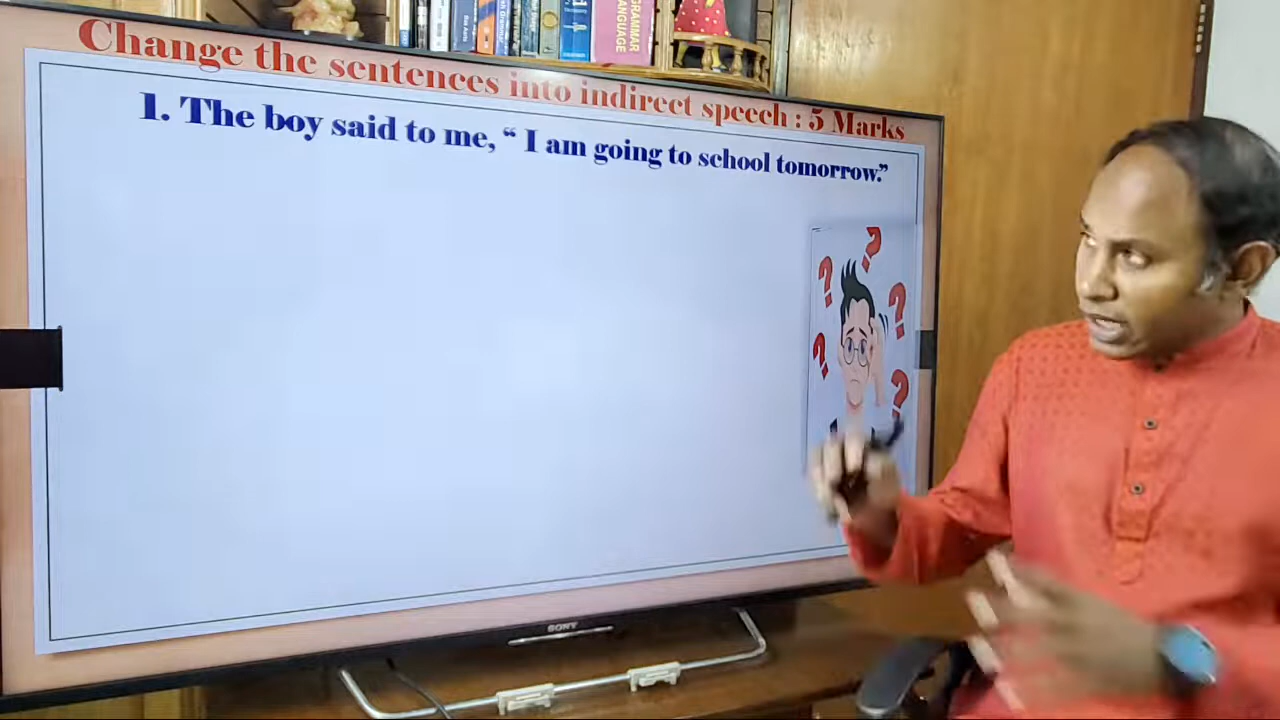 GRAMMAR
LANGUAGE
Change the sentences into indirect speech : 5 Marks
1. The boy said to me, “ I am going to school tomorrow.”
SONY